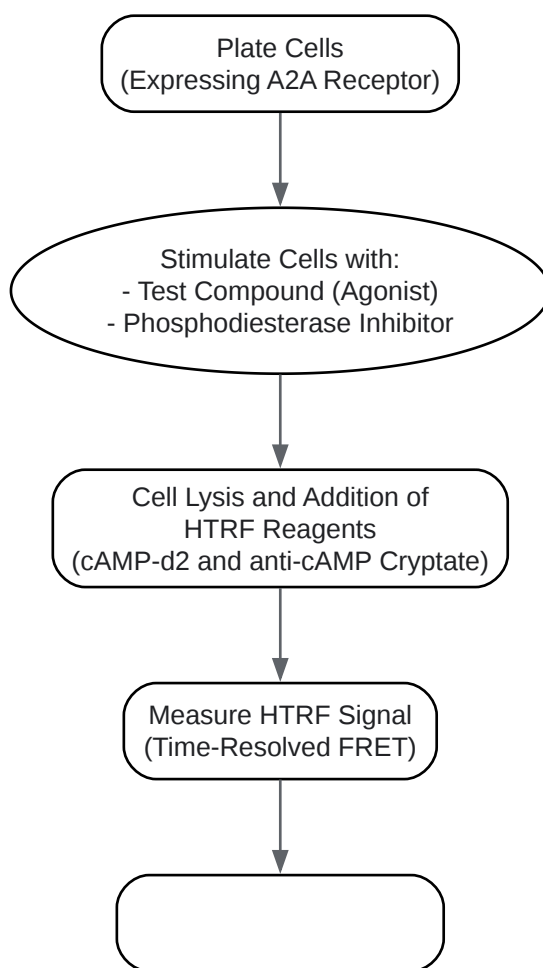 Plate Cells
(Expressing A2A Receptor)
Stimulate Cells with:
- Test Compound (Agonist)
- Phosphodiesterase Inhibitor
Cell Lysis and Addition of
HTRF Reagents
(cAMP-d2 and anti-cAMP Cryptate)
Measure HTRF Signal
(Time-Resolved FRET)